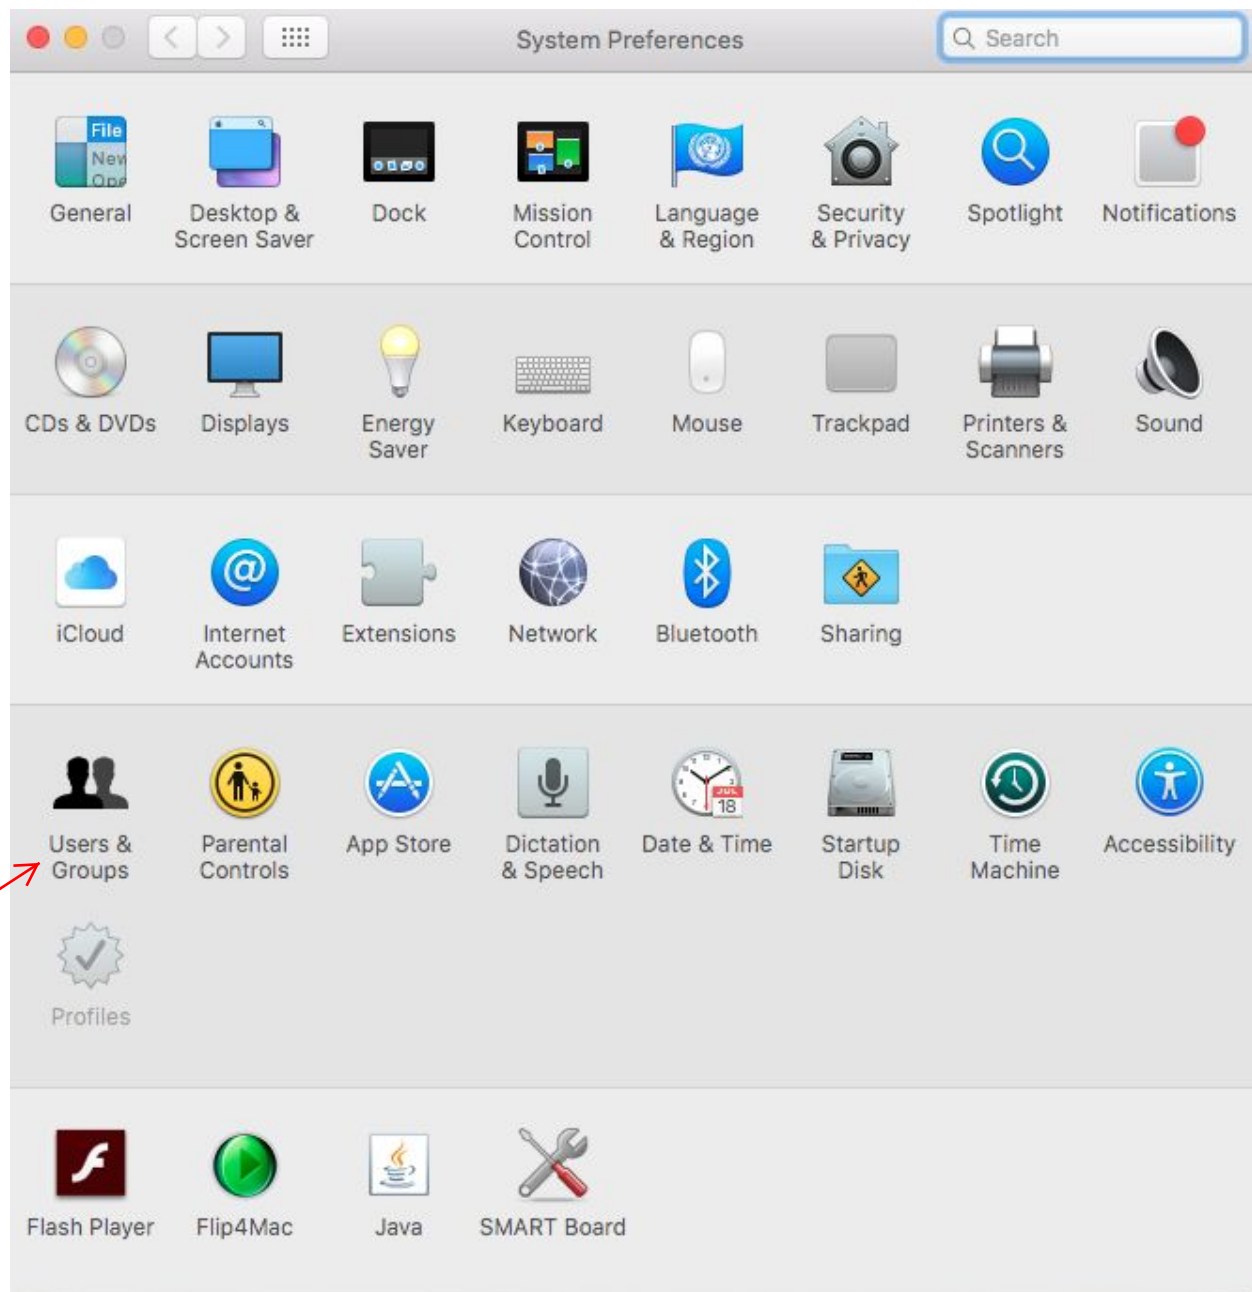 System Preferences
Search
File
New
Ope
General
Desktop &
Screen Saver
Dock
Mission
Control
Language
& Region
Security
& Privacy
Spotlight
Notifications
CDs & DVDs
Displays
Energy
Saver
Keyboard
Mouse
Trackpad
Printers &
Scanners
Sound
@
iCloud
Internet
Accounts
Extensions
Network
Bluetooth
Sharing
JUL
18
Users &
Groups
Parental
Controls
App Store
Dictation
& Speech
Date & Time
Startup
Disk
Time
Machine
Accessibility
Profiles
Flash Player
Flip4Mac
Java
SMART Board